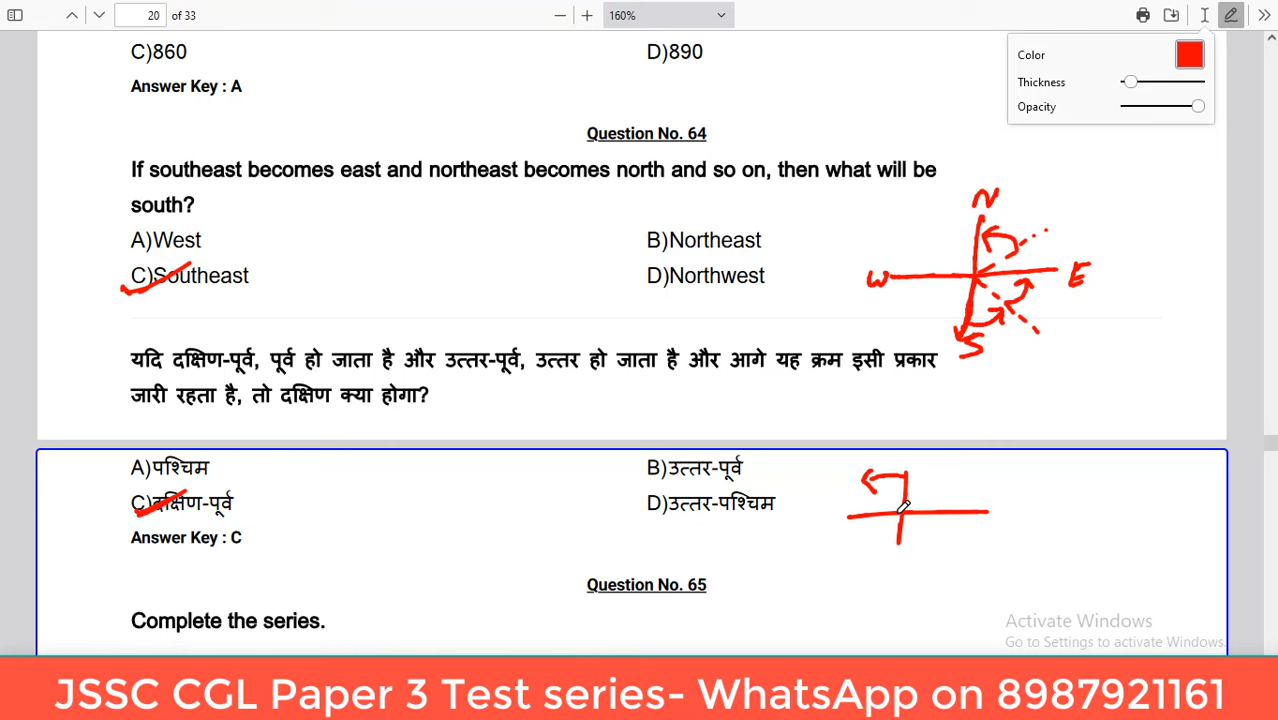 20 of 33
160%
Color
Thickness
Opacity
C)860 D)890
Answer Key : A
Question No. 64
If southeast becomes east and northeast becomes north and so on, then what will be
south?
A)West B)Northeast
C)Southeast D)Northwest
N
W E
S
यदि दक्षिण-पूर्व, पूर्व हो जाता है और उत्तर-पूर्व, उत्तर हो जाता है और आगे यह क्रम इसी प्रकार
जारी रहता है, तो दक्षिण क्या होगा?
A)पश्चिम B)उत्तर-पूर्व
C)दक्षिण-पूर्व D)उत्तर-पश्चिम
Answer Key : C
Question No. 65
Complete the series.
Activate Windows
Go to Settings to activate Windows.
JSSC CGL Paper 3 Test series- WhatsApp on 8987921161